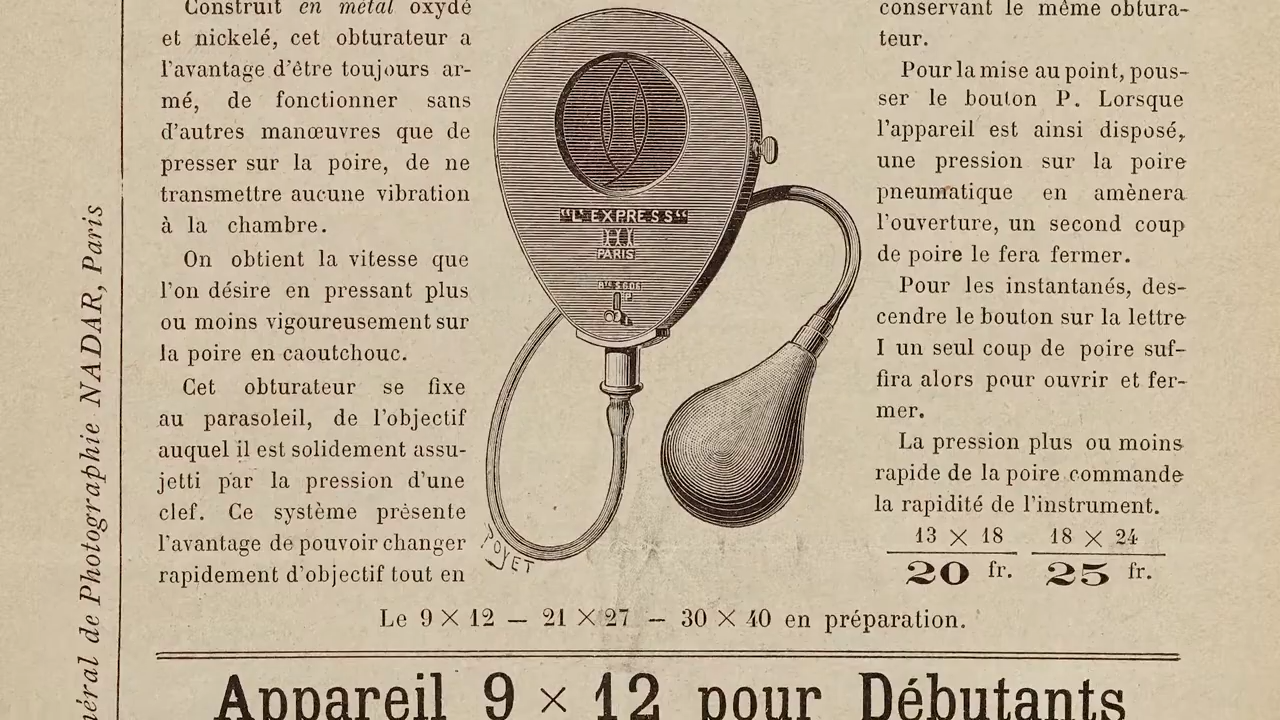 Construit en métal oxydé
et nickelé, cet obturateur a
l'avantage d'être toujours ar-
mé, de fonctionner sans
d'autres manœuvres que de
presser sur la poire, de ne
transmettre aucune vibration
à la chambre.
On obtient la vitesse que
l'on désire en pressant plus
ou moins vigoureusement sur
la poire en caoutchouc.
Cet obturateur se fixe
au parasoleil, de l'objectif
auquel il est solidement assu-
jetti par la pression d'une
clef. Ce système présente
l'avantage de pouvoir changer
rapidement d'objectif tout en
"L'EXPRESS"
PARIS
P
POYET
conservant le même obtura-
teur.
Pour la mise au point, pous-
ser le bouton P. Lorsque
l'appareil est ainsi disposé,
une pression sur la poire
pneumatique en amènera
l'ouverture, un second coup
de poire le fera fermer.
Pour les instantanés, des-
cendre le bouton sur la lettre
I un seul coup de poire suf-
fira alors pour ouvrir et fer-
mer.
La pression plus ou moins
rapide de la poire commande
la rapidité de l'instrument.
13 × 18 18 × 24
20 fr. 25 fr.
Le 9 × 12 — 21 × 27 — 30 × 40 en préparation.
Appareil 9 × 12 pour Débutants
néral de Photographie NADAR, Paris